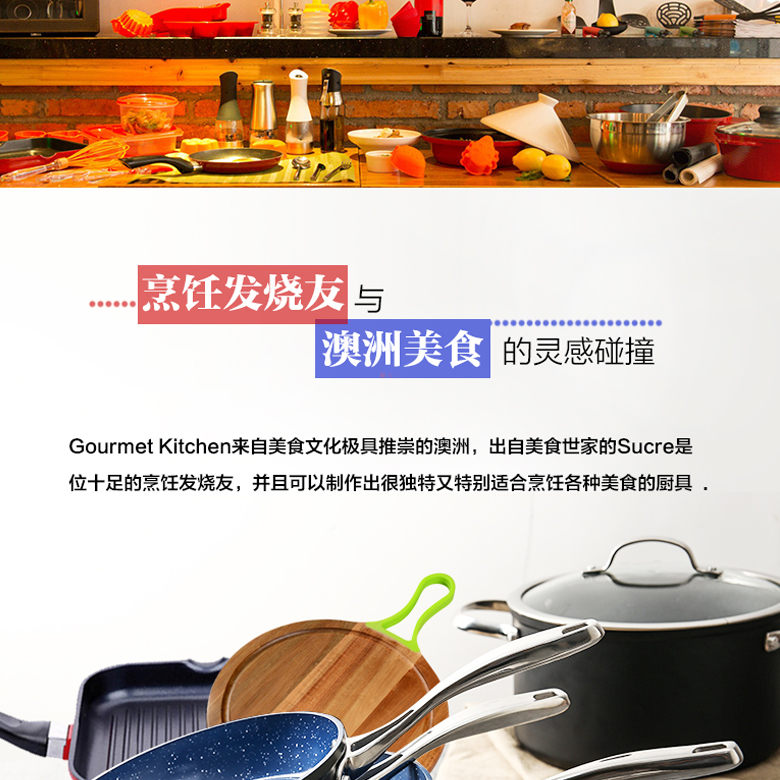 烹饪发烧友与
澳洲美食的灵感碰撞
Gourmet Kitchen来自美食文化极具推崇的澳洲，出自美食世家的Sucre是
位十足的烹饪发烧友，并且可以制作出很独特又特别适合烹饪各种美食的厨具 .